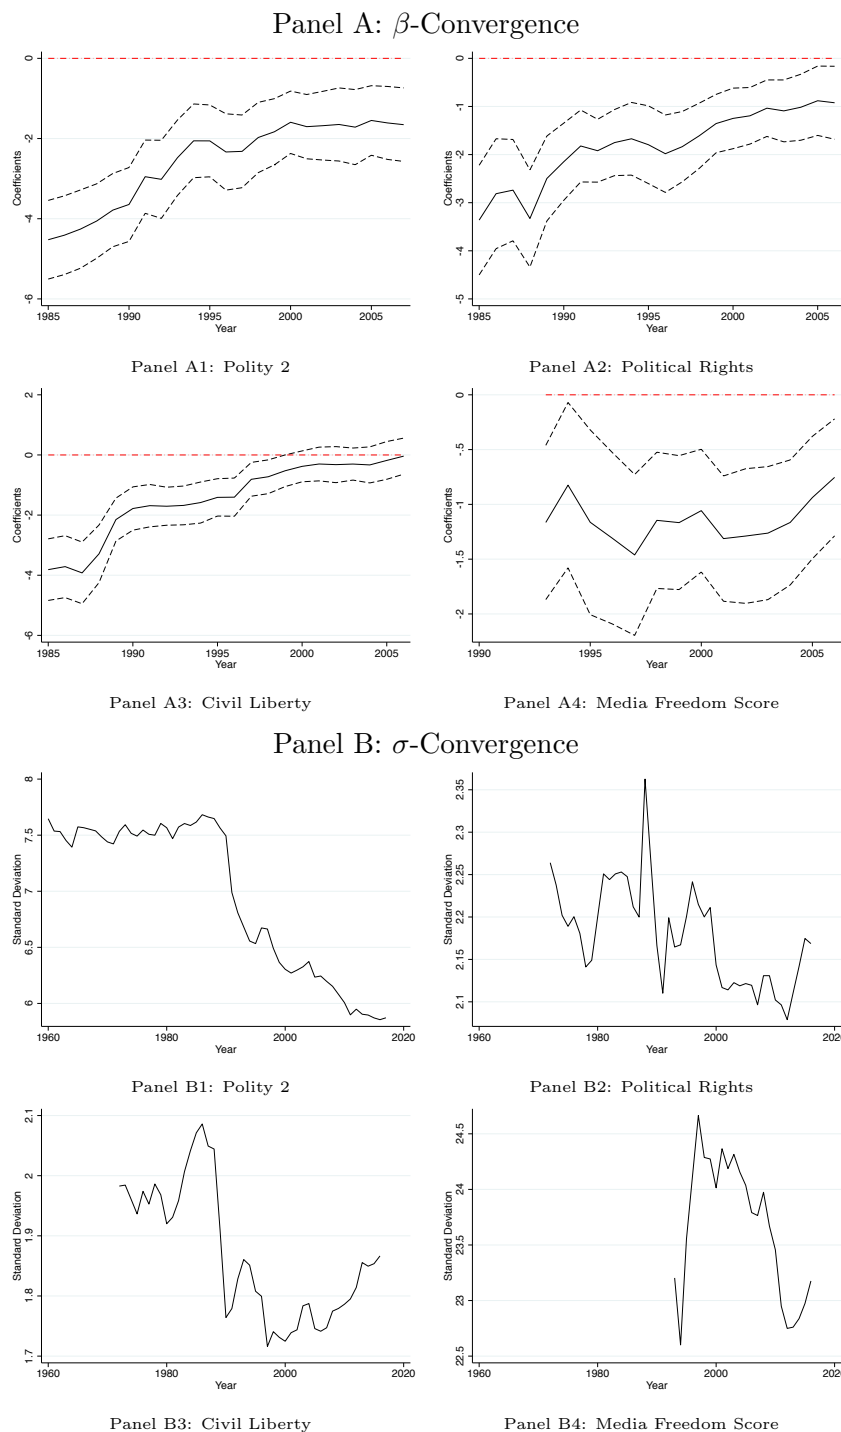 Panel A: β-Convergence
0
-2
-4
-6
Coefficients
1985 1990 1995 2000 2005
Year
Panel A1: Polity 2
0
-1
-2
-3
-4
-5
Coefficients
1985 1990 1995 2000 2005
Year
Panel A2: Political Rights
2
0
-2
-4
-6
Coefficients
1985 1990 1995 2000 2005
Year
Panel A3: Civil Liberty
0
-.5
-1
-1.5
-2
Coefficients
1990 1995 2000 2005
Year
Panel A4: Media Freedom Score
Panel B: σ-Convergence
8
7.5
7
6.5
6
Standard Deviation
1960 1980 2000 2020
Year
Panel B1: Polity 2
2.35
2.3
2.25
2.2
2.15
2.1
Standard Deviation
1960 1980 2000 2020
Year
Panel B2: Political Rights
2.1
2
1.9
1.8
1.7
Standard Deviation
1960 1980 2000 2020
Year
Panel B3: Civil Liberty
24.5
24
23.5
23
22.5
Standard Deviation
1960 1980 2000 2020
Year
Panel B4: Media Freedom Score